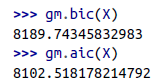 >>> gm.bic(X)
8189.74345832983
>>> gm.aic(X)
8102.518178214792